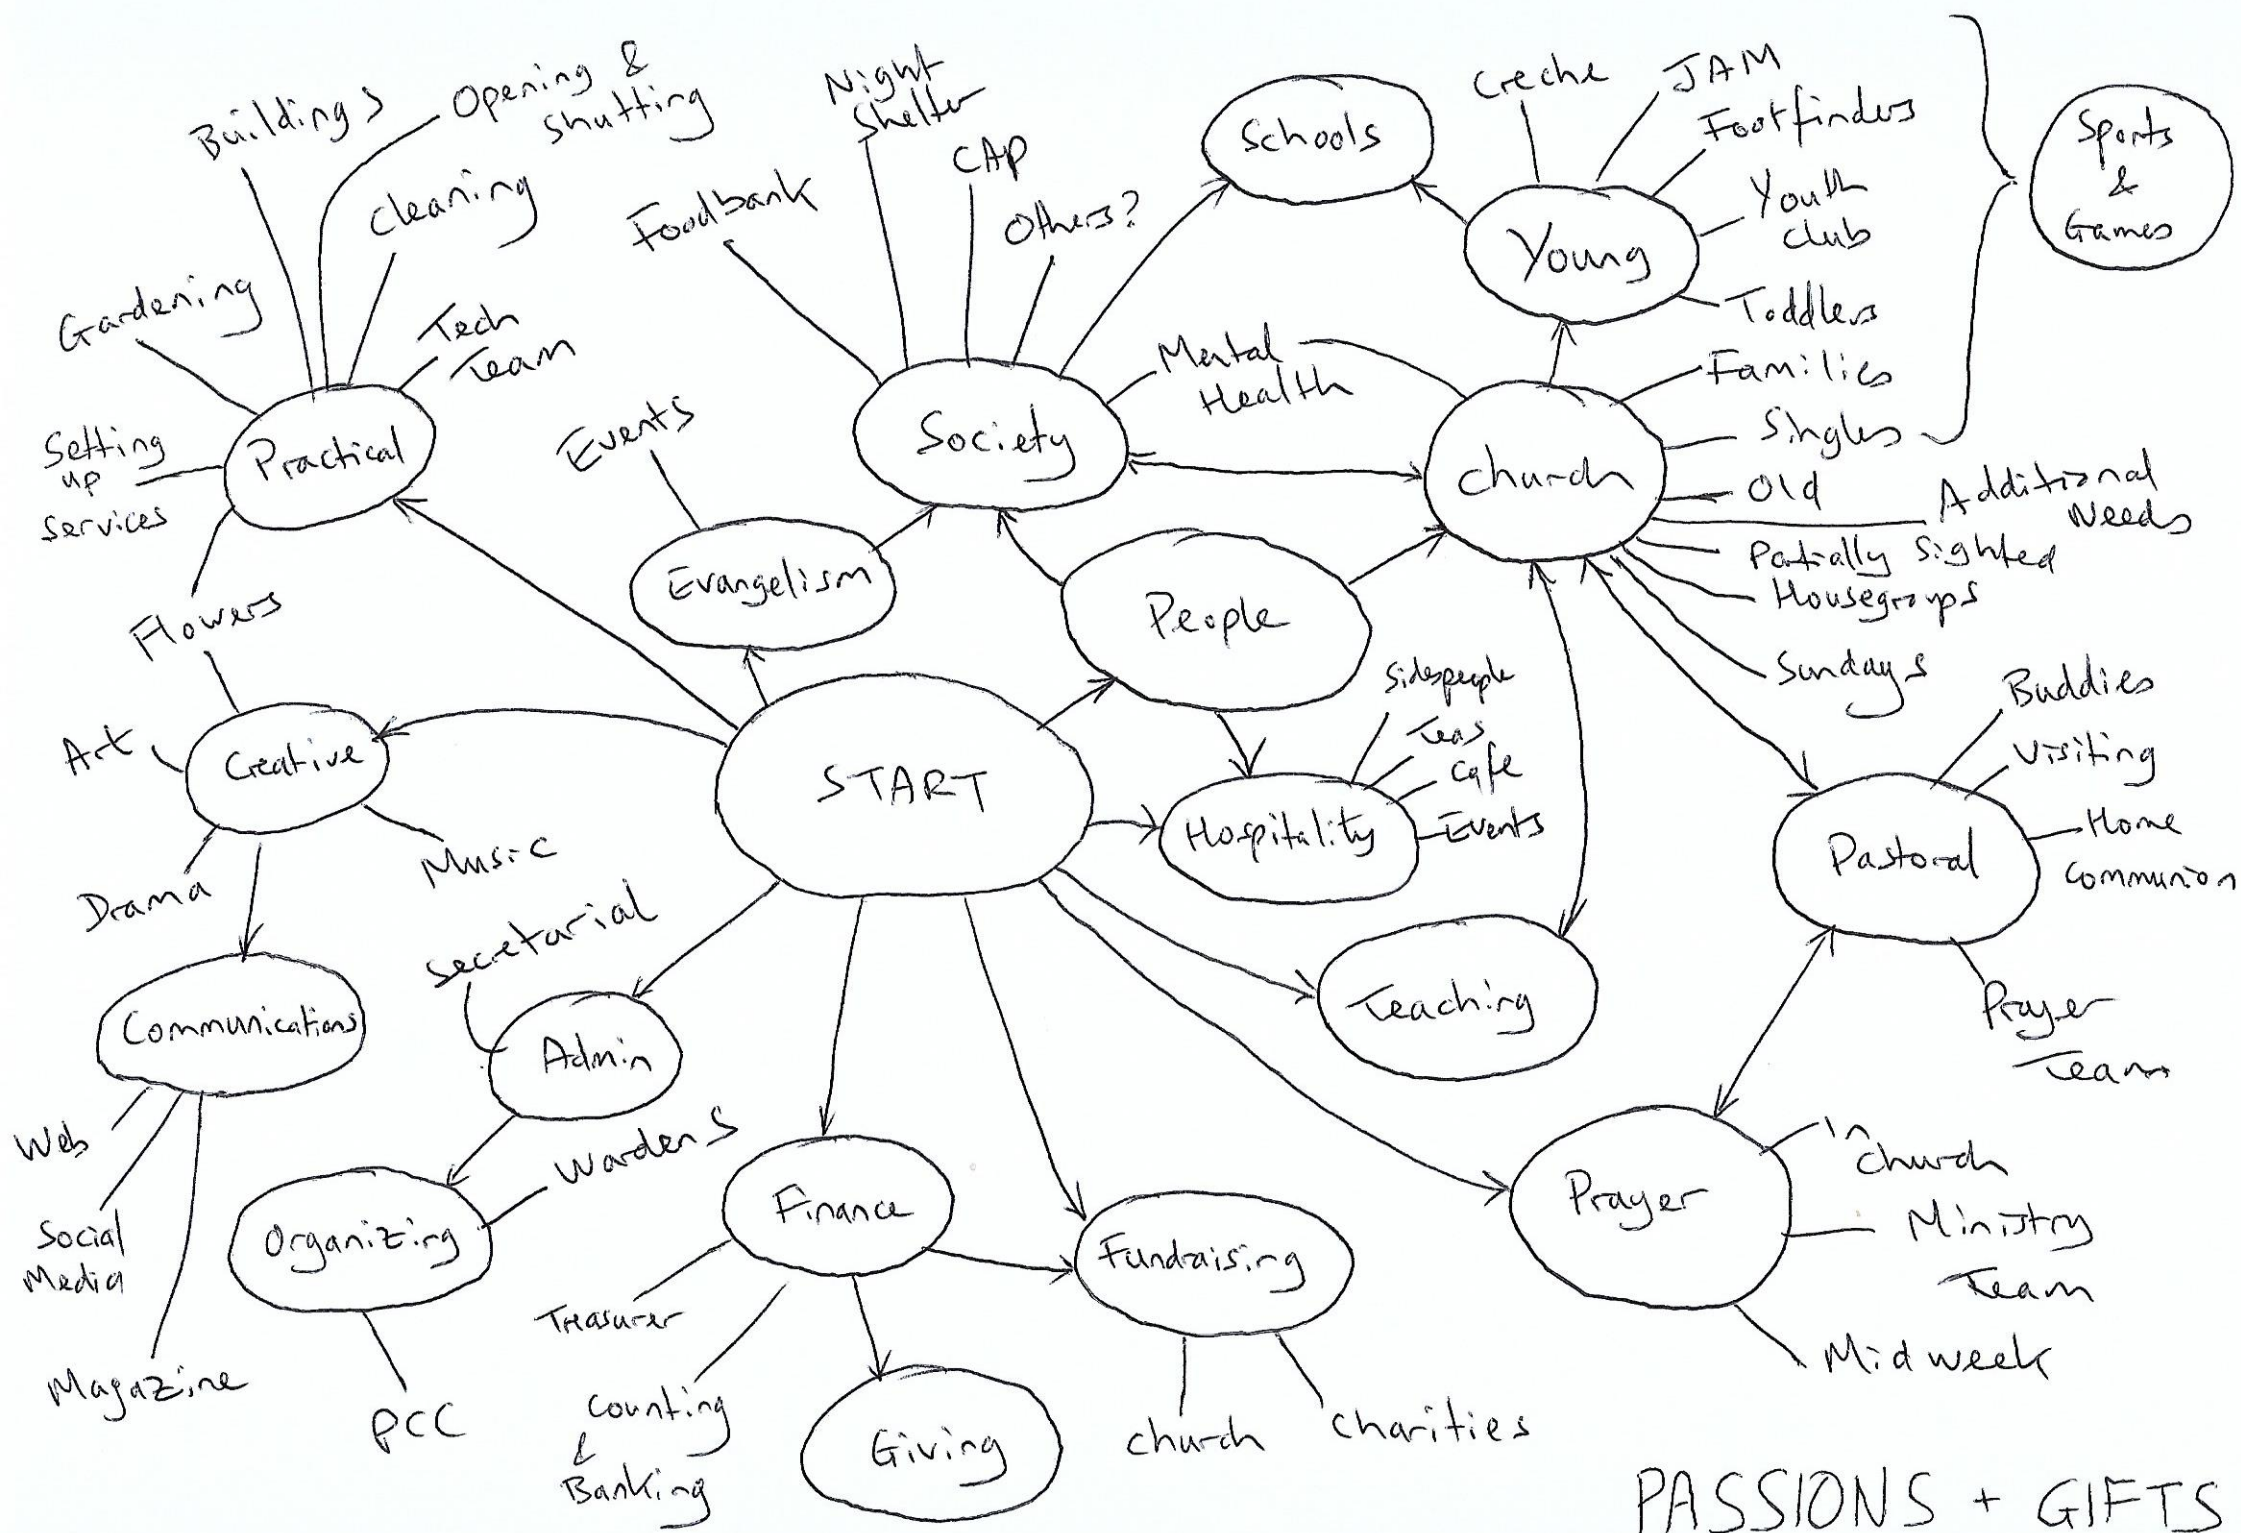 Buildings
Opening &
shutting
Cleaning
Gardening
Tech
Team
Setting
up
services
Practical
Flowers
Night
Shelter
CAP
Foodbank
Others?
Society
Mental
Health
Events
Evangelism
Schools
Creche
JAM
Footfinders
Youth
club
Toddlers
Young
Sports
&
Games
Families
Singles
Old
Additional
Needs
Partially Sighted
Housegroups
Sundays
Church
People
START
Creative
Art
Drama
Music
Sidespeople
Teas
Cafe
Events
Hospitality
Buddies
Visiting
Home
Communion
Pastoral
Prayer
Team
Communications
Web
Social
Media
Magazine
Secretarial
Admin
Wardens
Organizing
PCC
Finance
Treasurer
Counting
&
Banking
Giving
Fundraising
church
Charities
Teaching
Prayer
In
Church
Ministry
Team
Midweek
PASSIONS + GIFTS